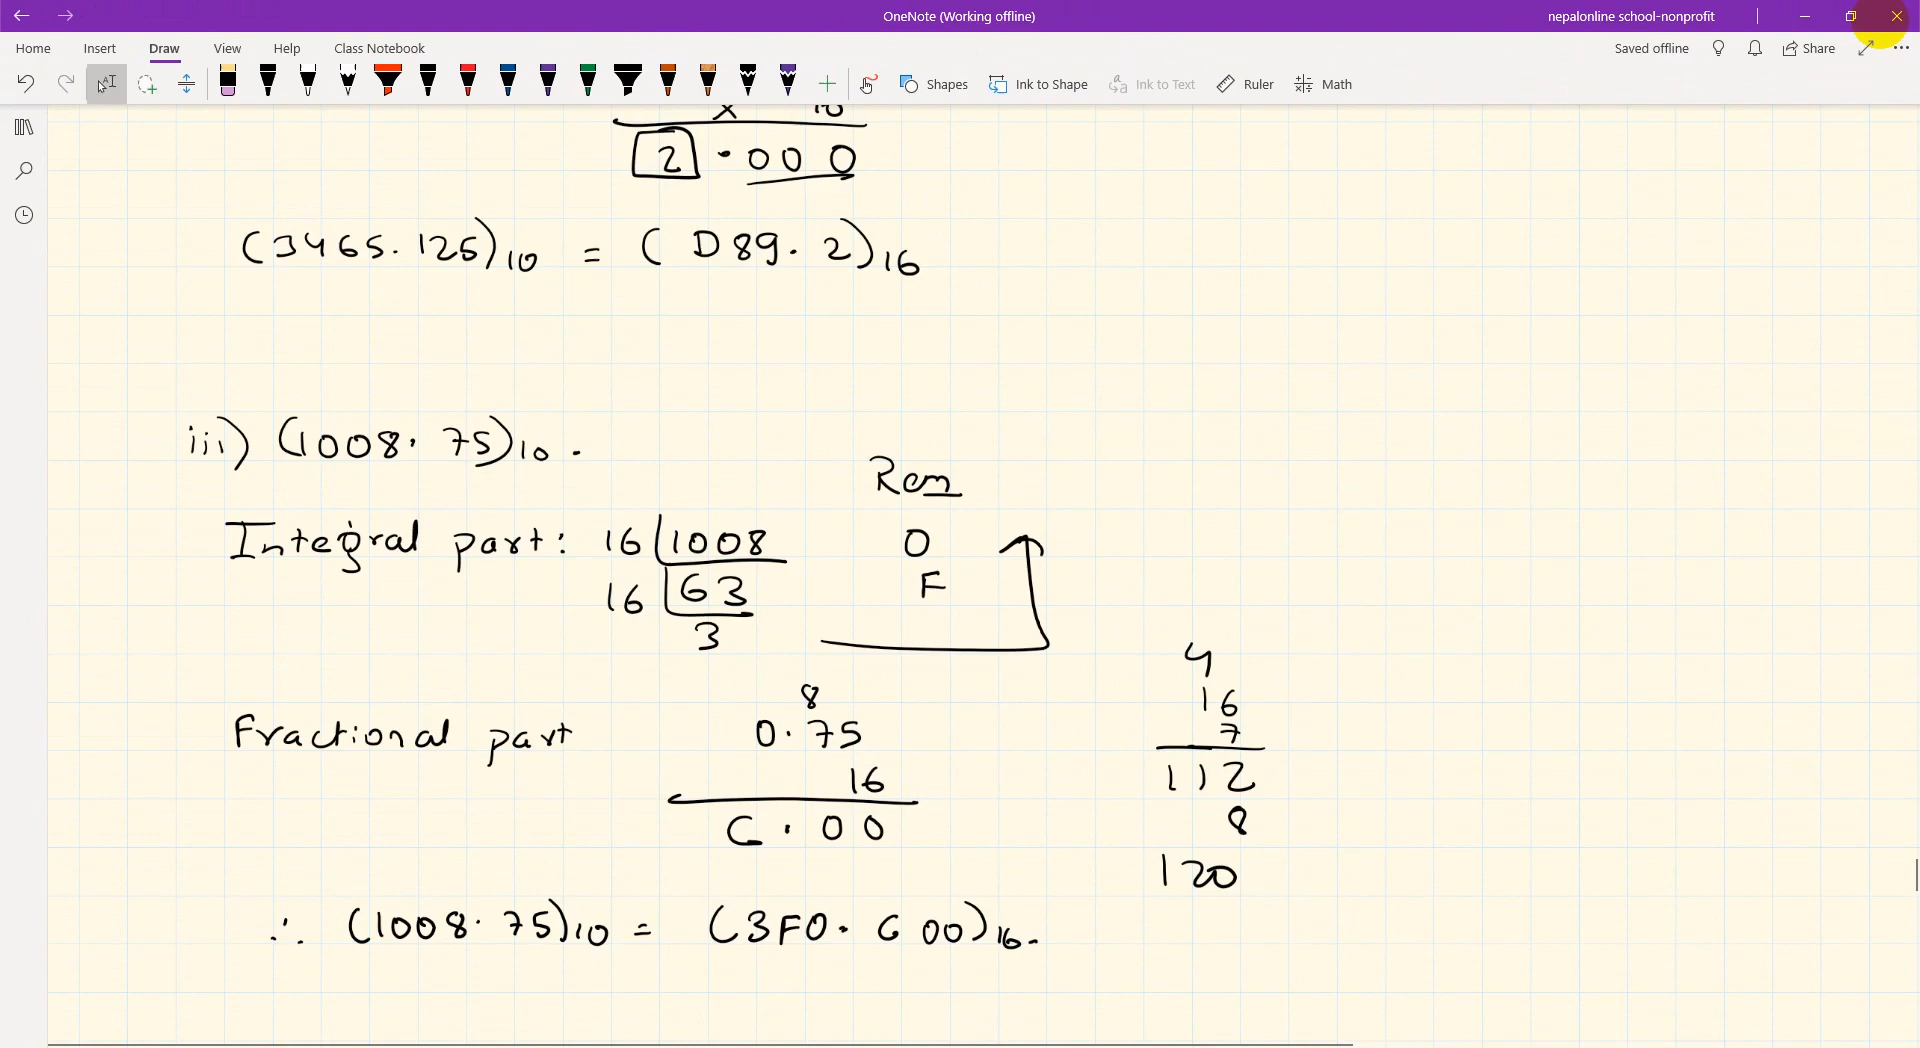 OneNote (Working offline)
nepalonline school-nonprofit
Home Insert Draw View Help Class Notebook
Saved offline Share
Shapes Ink to Shape Ink to Text Ruler Math
x 10
2 . 000
(3465.125)10 = (D89.2)16
iii) (1008.75)10.
Rem
Integral part: 16 1008 0
16 63 F
3
4
16
7
112
8
120
Fractional part
8
0.75
16
C.00
∴ (1008.75)10 = (3F0.C00)16.